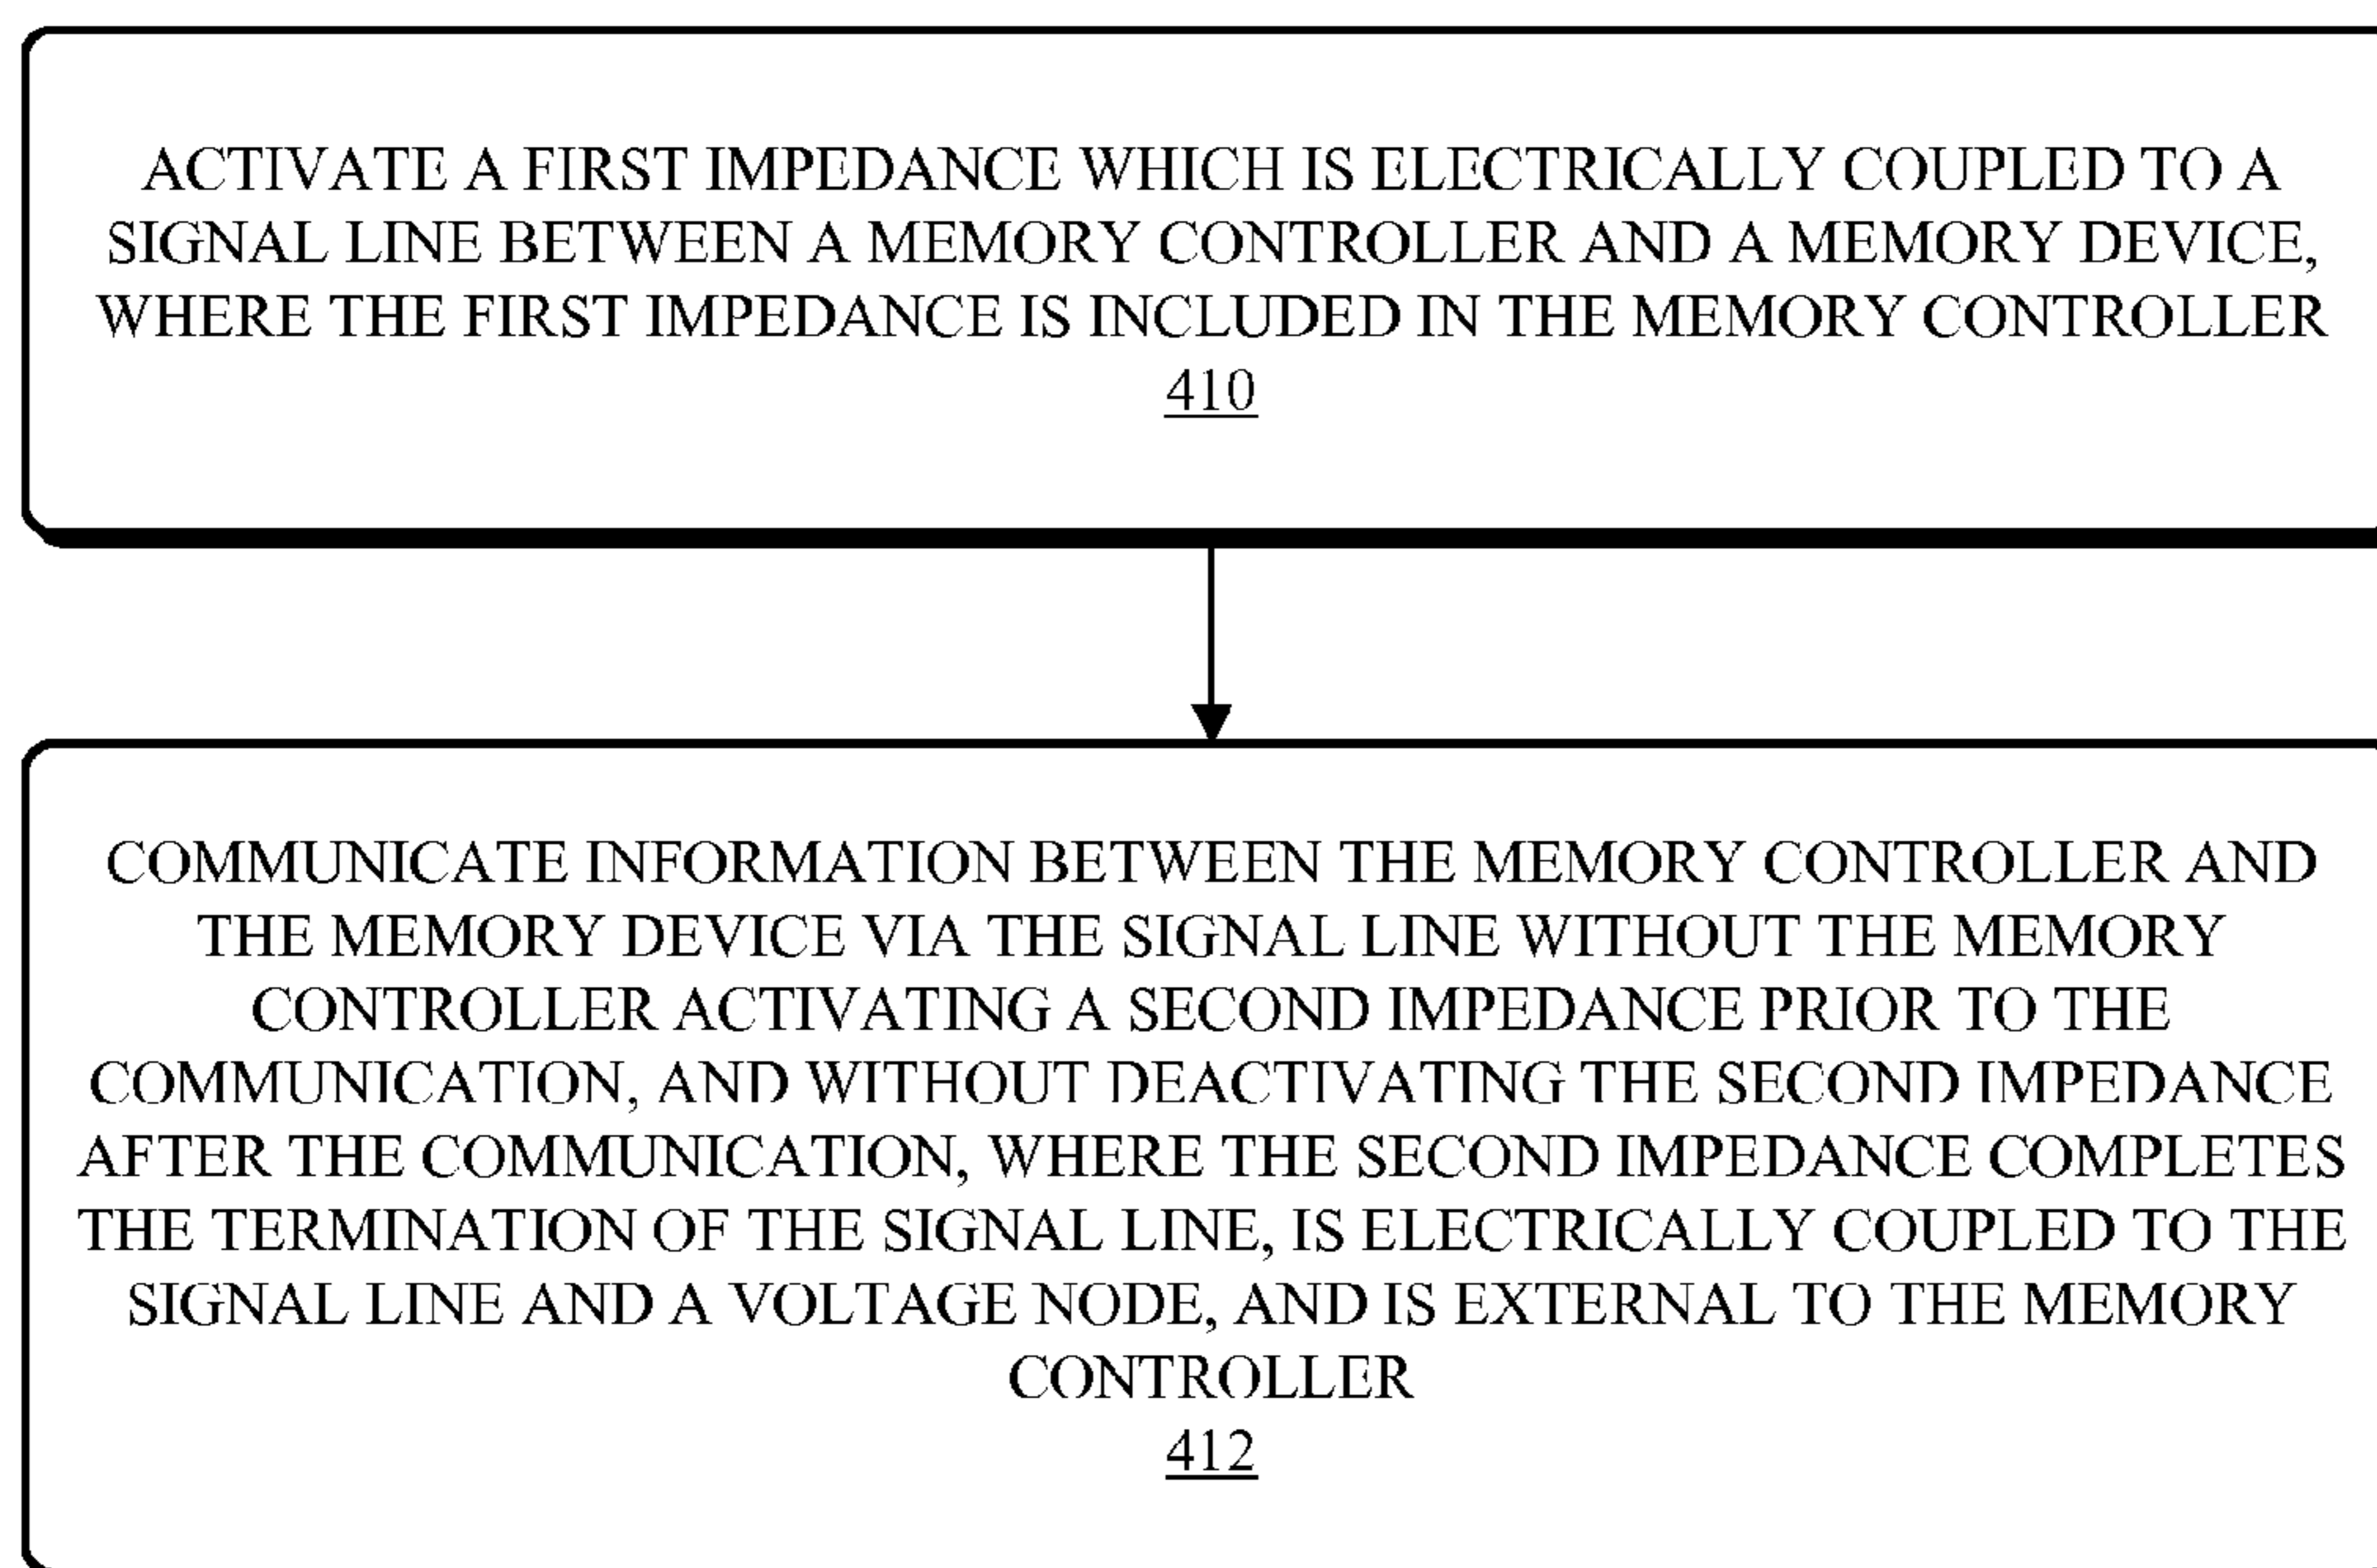 ACTIVATE A FIRST IMPEDANCE WHICH IS ELECTRICALLY COUPLED TO A
SIGNAL LINE BETWEEN A MEMORY CONTROLLER AND A MEMORY DEVICE,
WHERE THE FIRST IMPEDANCE IS INCLUDED IN THE MEMORY CONTROLLER
410
COMMUNICATE INFORMATION BETWEEN THE MEMORY CONTROLLER AND
THE MEMORY DEVICE VIA THE SIGNAL LINE WITHOUT THE MEMORY
CONTROLLER ACTIVATING A SECOND IMPEDANCE PRIOR TO THE
COMMUNICATION, AND WITHOUT DEACTIVATING THE SECOND IMPEDANCE
AFTER THE COMMUNICATION, WHERE THE SECOND IMPEDANCE COMPLETES
THE TERMINATION OF THE SIGNAL LINE, IS ELECTRICALLY COUPLED TO THE
SIGNAL LINE AND A VOLTAGE NODE, AND IS EXTERNAL TO THE MEMORY
CONTROLLER
412